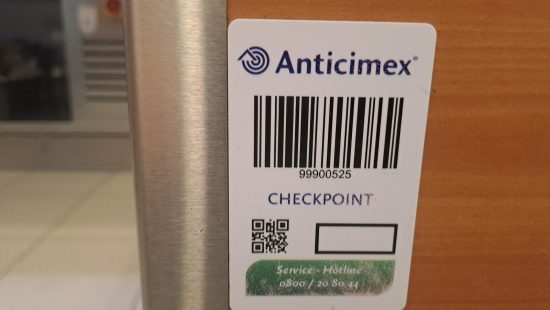 Anticimex®
99900525
CHECKPOINT
Service - Hotline
0800 / 20 80 44